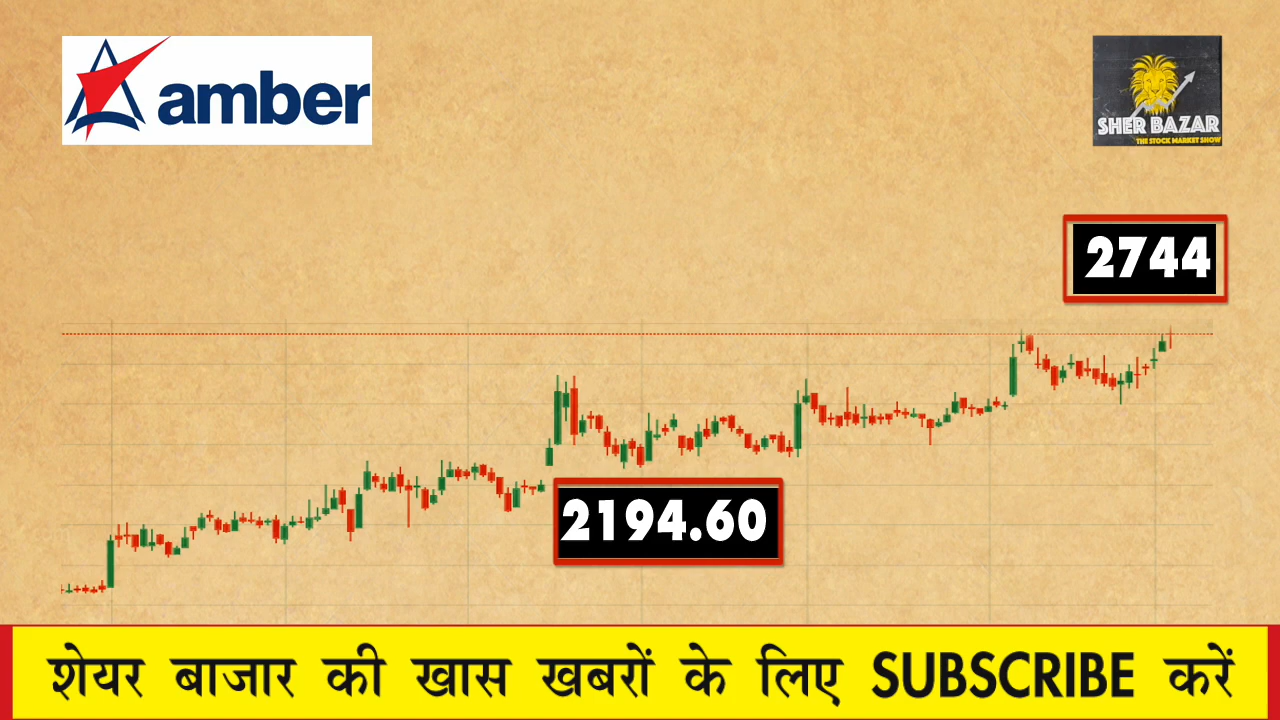 amber
SHER BAZAR
THE STOCK MARKET SHOW
2744
2194.60
शेयर बाजार की खास खबरों के लिए SUBSCRIBE करें